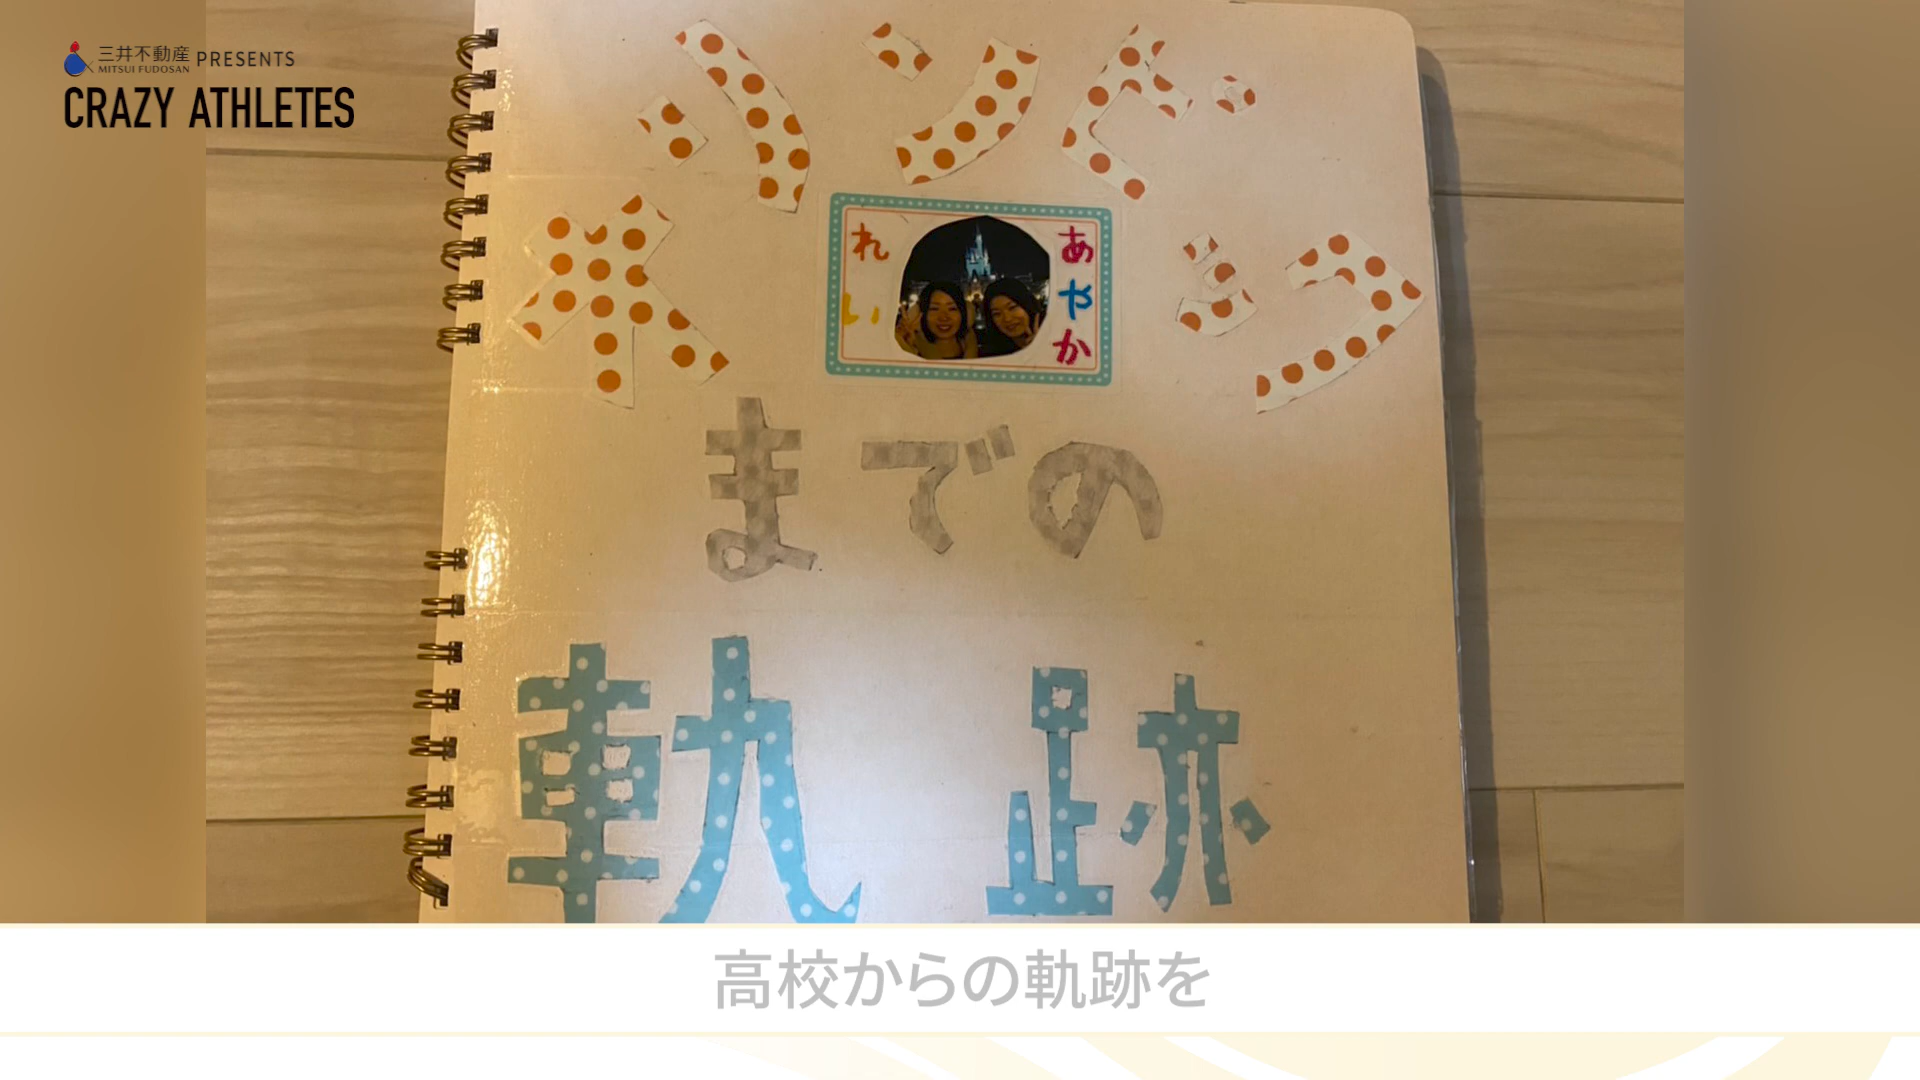 三井不動産 PRESENTS
MITSUI FUDOSAN
CRAZY ATHLETES
オリンピック
れい
あやか
までの
軌跡
高校からの軌跡を